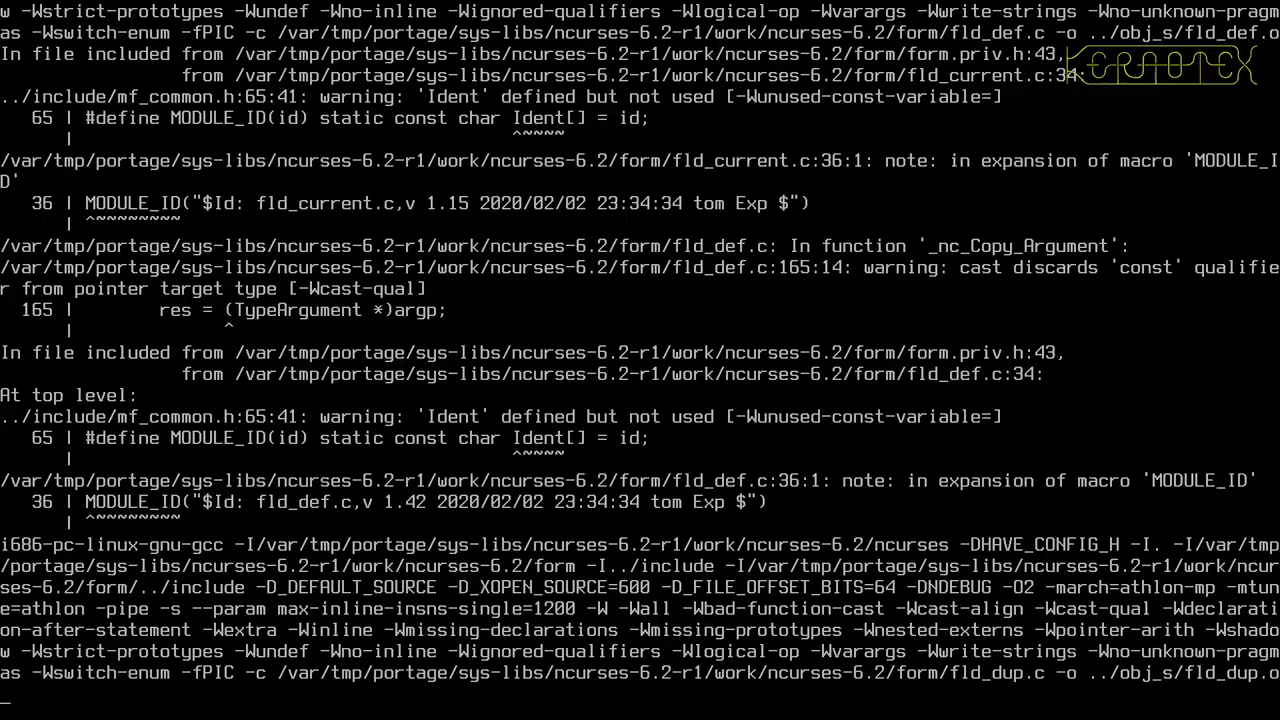 w -Wstrict-prototypes -Wundef -Wno-inline -Wignored-qualifiers -Wlogical-op -Wvarargs -Wwrite-strings -Wno-unknown-pragm
as -Wswitch-enum -fPIC -c /var/tmp/portage/sys-libs/ncurses-6.2-r1/work/ncurses-6.2/form/fld_def.c -o ../obj_s/fld_def.o
In file included from /var/tmp/portage/sys-libs/ncurses-6.2-r1/work/ncurses-6.2/form/form.priv.h:43,
                 from /var/tmp/portage/sys-libs/ncurses-6.2-r1/work/ncurses-6.2/form/fld_current.c:34:
KERAOTEX
../include/mf_common.h:65:41: warning: 'Ident' defined but not used [-Wunused-const-variable=]
   65 | #define MODULE_ID(id) static const char Ident[] = id;
      |                                         ^~~~~
/var/tmp/portage/sys-libs/ncurses-6.2-r1/work/ncurses-6.2/form/fld_current.c:36:1: note: in expansion of macro 'MODULE_I
D'
   36 | MODULE_ID("$Id: fld_current.c,v 1.15 2020/02/02 23:34:34 tom Exp $")
      | ^~~~~~~~~
/var/tmp/portage/sys-libs/ncurses-6.2-r1/work/ncurses-6.2/form/fld_def.c: In function '_nc_Copy_Argument':
/var/tmp/portage/sys-libs/ncurses-6.2-r1/work/ncurses-6.2/form/fld_def.c:165:14: warning: cast discards 'const' qualifie
r from pointer target type [-Wcast-qual]
  165 |        res = (TypeArgument *)argp;
      |              ^
In file included from /var/tmp/portage/sys-libs/ncurses-6.2-r1/work/ncurses-6.2/form/form.priv.h:43,
                 from /var/tmp/portage/sys-libs/ncurses-6.2-r1/work/ncurses-6.2/form/fld_def.c:34:
At top level:
../include/mf_common.h:65:41: warning: 'Ident' defined but not used [-Wunused-const-variable=]
   65 | #define MODULE_ID(id) static const char Ident[] = id;
      |                                         ^~~~~
/var/tmp/portage/sys-libs/ncurses-6.2-r1/work/ncurses-6.2/form/fld_def.c:36:1: note: in expansion of macro 'MODULE_ID'
   36 | MODULE_ID("$Id: fld_def.c,v 1.42 2020/02/02 23:34:34 tom Exp $")
      | ^~~~~~~~~
i686-pc-linux-gnu-gcc -I/var/tmp/portage/sys-libs/ncurses-6.2-r1/work/ncurses-6.2/ncurses -DHAVE_CONFIG_H -I. -I/var/tmp
/portage/sys-libs/ncurses-6.2-r1/work/ncurses-6.2/form -I../include -I/var/tmp/portage/sys-libs/ncurses-6.2-r1/work/ncur
ses-6.2/form/../include -D_DEFAULT_SOURCE -D_XOPEN_SOURCE=600 -D_FILE_OFFSET_BITS=64 -DNDEBUG -O2 -march=athlon-mp -mtun
e=athlon -pipe -s --param max-inline-insns-single=1200 -W -Wall -Wbad-function-cast -Wcast-align -Wcast-qual -Wdeclarati
on-after-statement -Wextra -Winline -Wmissing-declarations -Wmissing-prototypes -Wnested-externs -Wpointer-arith -Wshado
w -Wstrict-prototypes -Wundef -Wno-inline -Wignored-qualifiers -Wlogical-op -Wvarargs -Wwrite-strings -Wno-unknown-pragm
as -Wswitch-enum -fPIC -c /var/tmp/portage/sys-libs/ncurses-6.2-r1/work/ncurses-6.2/form/fld_dup.c -o ../obj_s/fld_dup.o